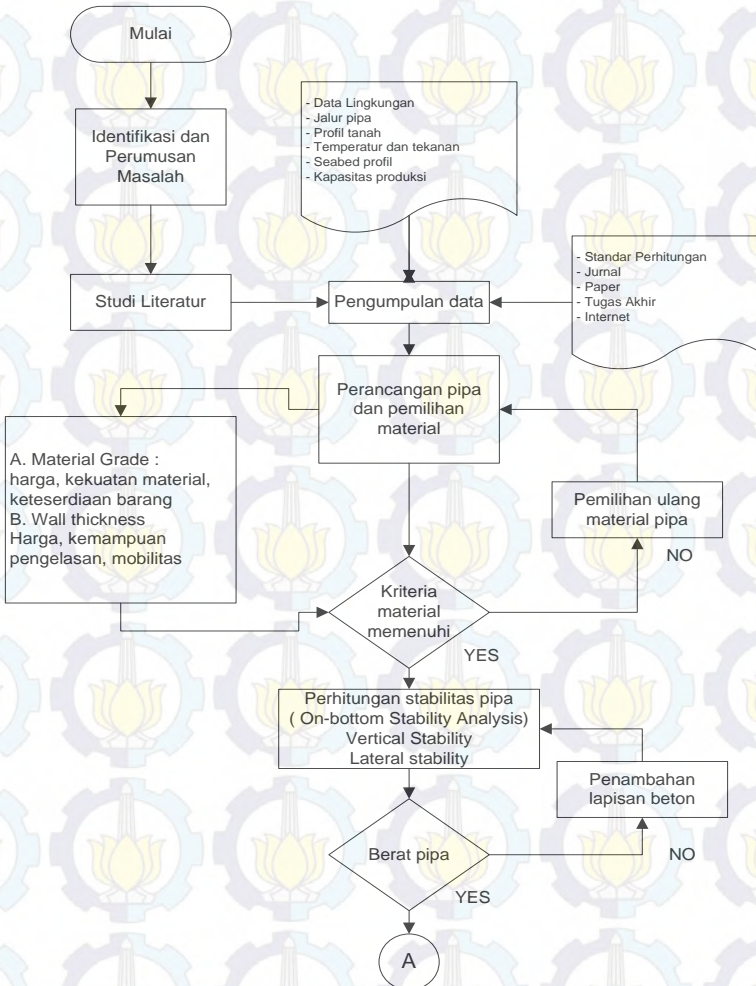 Mulai
Identifikasi dan
Perumusan
Masalah
- Data Lingkungan
- Jalur pipa
- Profil tanah
- Temperatur dan tekanan
- Seabed profil
- Kapasitas produksi
Studi Literatur
Pengumpulan data
- Standar Perhitungan
- Jurnal
- Paper
- Tugas Akhir
- Internet
Perancangan pipa
dan pemilihan
material
A. Material Grade :
harga, kekuatan material,
keteserdiaan barang
B. Wall thickness
Harga, kemampuan
pengelasan, mobilitas
Pemilihan ulang
material pipa
NO
Kriteria
material
memenuhi
YES
Perhitungan stabilitas pipa
( On-bottom Stability Analysis)
Vertical Stability
Lateral stability
Penambahan
lapisan beton
Berat pipa
NO
YES
A